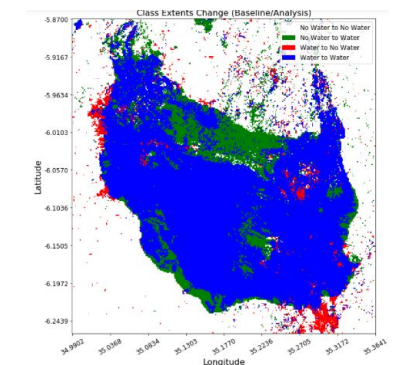 Class Extents Change (Baseline/Analysis)
No Water to No Water
No Water to Water
Water to No Water
Water to Water
-5.8700
-5.9167
-5.9634
-6.0103
-6.0570
-6.1036
-6.1505
-6.1972
-6.2439
Latitude
34.9902 35.0368 35.0834 35.1303 35.1770 35.2236 35.2705 35.3172 35.3641
Longitude